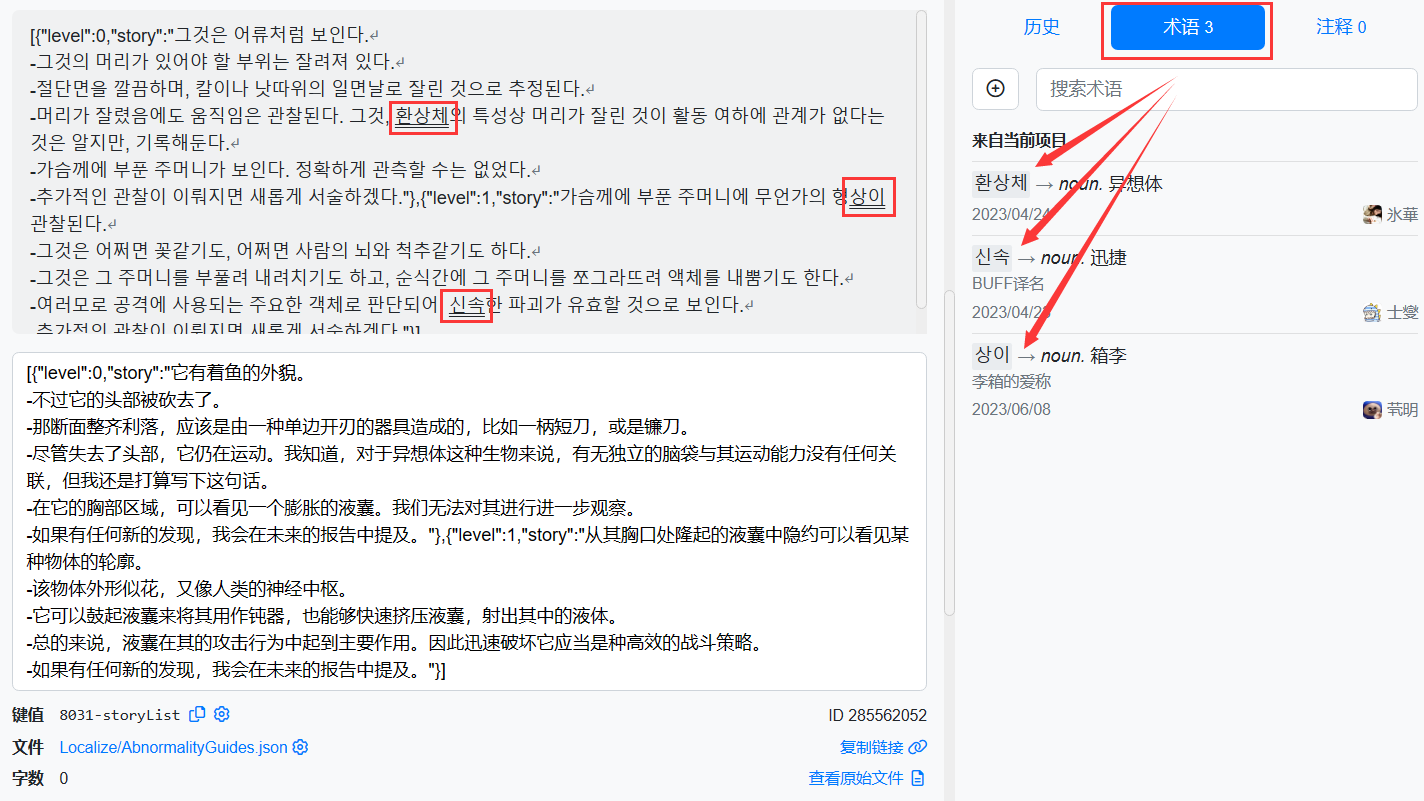 [{"level":0,"story":"그것은 어류처럼 보인다.↵
-그것의 머리가 있어야 할 부위는 잘려져 있다.↵
-절단면을 깔끔하며, 칼이나 낫따위의 일면날로 잘린 것으로 추정된다.↵
-머리가 잘렸음에도 움직임은 관찰된다. 그것, 환상체의 특성상 머리가 잘린 것이 활동 여하에 관계가 없다는
것은 알지만, 기록해둔다.↵
-가슴께에 부푼 주머니가 보인다. 정확하게 관측할 수는 없었다.↵
-추가적인 관찰이 이뤄지면 새롭게 서술하겠다."},{"level":1,"story":"가슴께에 부푼 주머니에 무언가의 형상이
관찰된다.↵
-그것은 어쩌면 꽃같기도, 어쩌면 사람의 뇌와 척추같기도 하다.↵
-그것은 그 주머니를 부풀려 내려치기도 하고, 순식간에 그 주머니를 쪼그라뜨려 액체를 내뿜기도 한다.↵
-여러모로 공격에 사용되는 주요한 객체로 판단되어 신속한 파괴가 유효할 것으로 보인다.↵
-추가적인 관찰이 이뤄지면 새롭게 서술하겠다."}]
[{"level":0,"story":"它有着鱼的外貌。
-不过它的头部被砍去了。
-那断面整齐利落，应该是由一种单边开刃的器具造成的，比如一柄短刀，或是镰刀。
-尽管失去了头部，它仍在运动。我知道，对于异想体这种生物来说，有无独立的脑袋与其运动能力没有任何关
联，但我还是打算写下这句话。
-在它的胸部区域，可以看见一个膨胀的液囊。我们无法对其进行进一步观察。
-如果有任何新的发现，我会在未来的报告中提及。"},{"level":1,"story":"从其胸口处隆起的液囊中隐约可以看见某
种物体的轮廓。
-该物体外形似花，又像人类的神经中枢。
-它可以鼓起液囊来将其用作钝器，也能够快速挤压液囊，射出其中的液体。
-总的来说，液囊在其的攻击行为中起到主要作用。因此迅速破坏它应当是种高效的战斗策略。
-如果有任何新的发现，我会在未来的报告中提及。"}]
键值 8031-storyList
ID 285562052
文件 Localize/AbnormalityGuides.json
复制链接
字数 0
查看原始文件
历史 术语 3 注释 0
搜索术语
来自当前项目
환상체 → noun. 异想体
2023/04/24 氷華
신속 → noun. 迅捷
BUFF译名
2023/04/23 士燮
상이 → noun. 箱李
李箱的爱称
2023/06/08 茕明